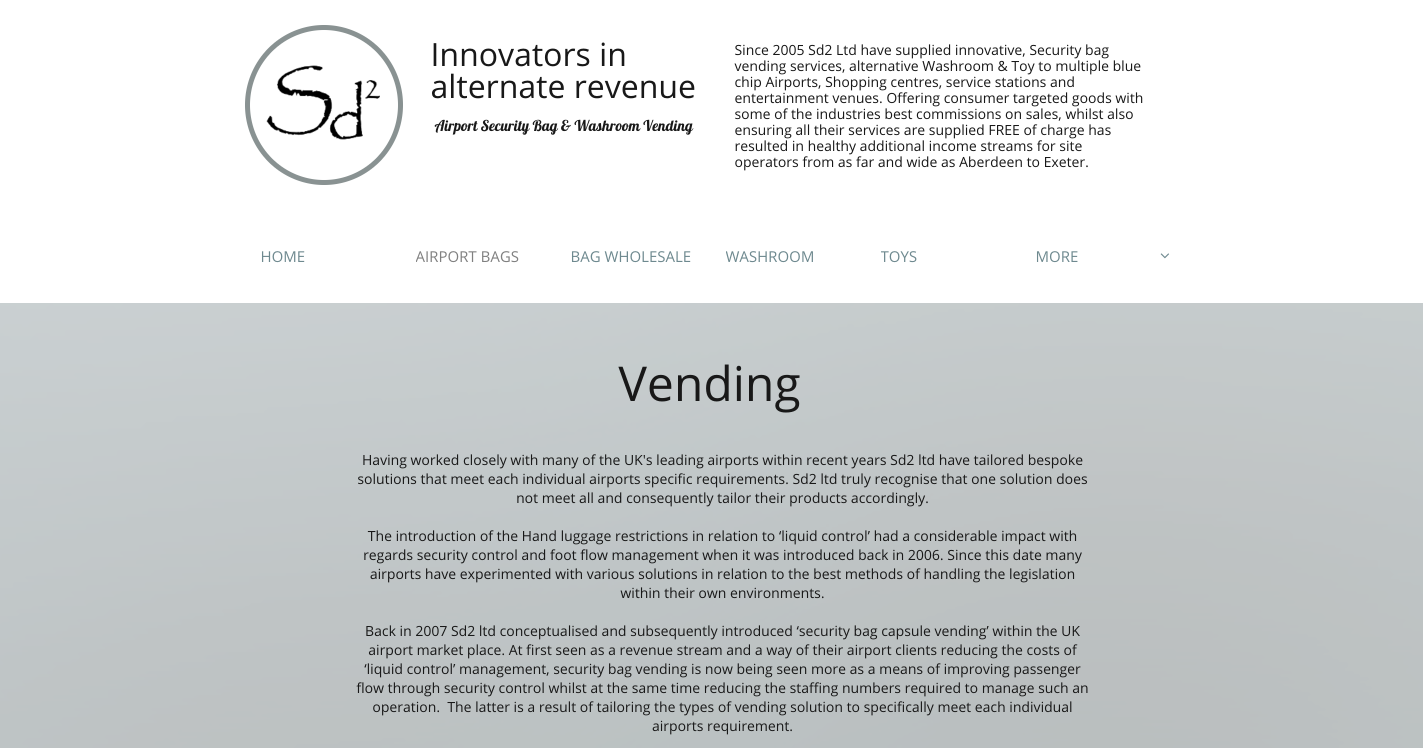 Sd2
Innovators in
alternate revenue
Airport Security Bag & Washroom Vending
Since 2005 Sd2 Ltd have supplied innovative, Security bag
vending services, alternative Washroom & Toy to multiple blue
chip Airports, Shopping centres, service stations and
entertainment venues. Offering consumer targeted goods with
some of the industries best commissions on sales, whilst also
ensuring all their services are supplied FREE of charge has
resulted in healthy additional income streams for site
operators from as far and wide as Aberdeen to Exeter.
HOME AIRPORT BAGS BAG WHOLESALE WASHROOM TOYS MORE
Vending
Having worked closely with many of the UK's leading airports within recent years Sd2 ltd have tailored bespoke
solutions that meet each individual airports specific requirements. Sd2 ltd truly recognise that one solution does
not meet all and consequently tailor their products accordingly.
The introduction of the Hand luggage restrictions in relation to ‘liquid control’ had a considerable impact with
regards security control and foot flow management when it was introduced back in 2006. Since this date many
airports have experimented with various solutions in relation to the best methods of handling the legislation
within their own environments.
Back in 2007 Sd2 ltd conceptualised and subsequently introduced ‘security bag capsule vending’ within the UK
airport market place. At first seen as a revenue stream and a way of their airport clients reducing the costs of
‘liquid control’ management, security bag vending is now being seen more as a means of improving passenger
flow through security control whilst at the same time reducing the staffing numbers required to manage such an
operation.  The latter is a result of tailoring the types of vending solution to specifically meet each individual
airports requirement.